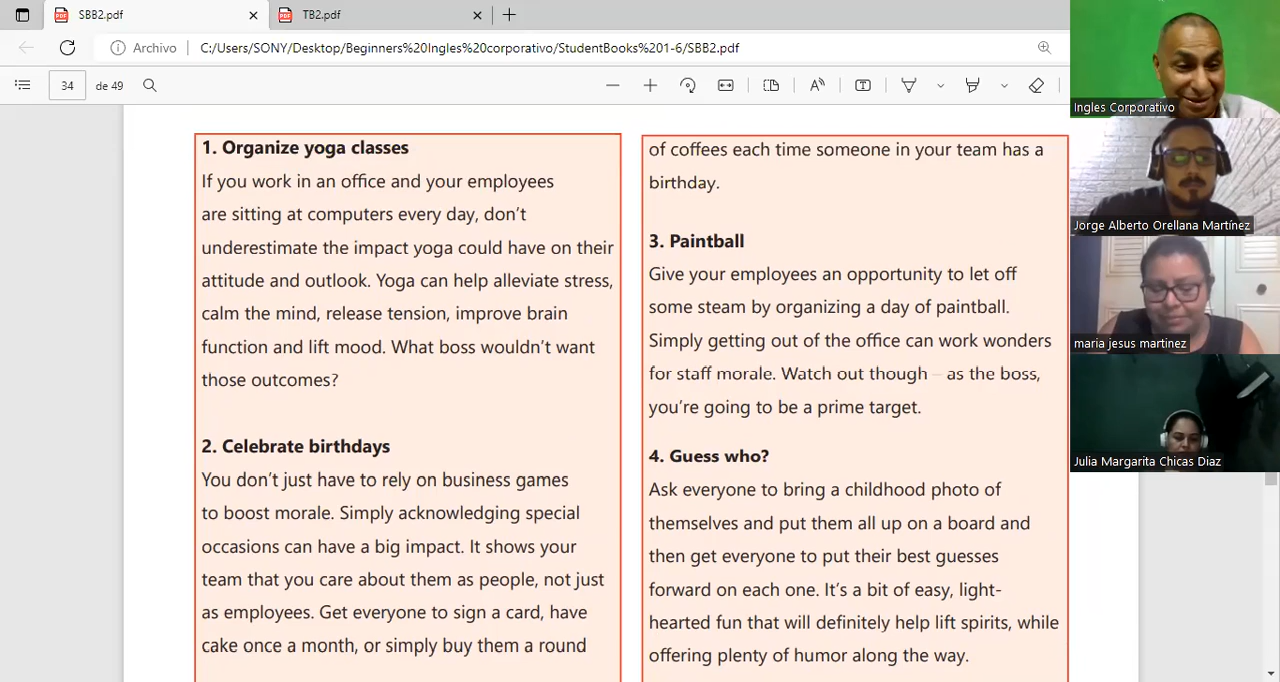 SBB2.pdf
TB2.pdf
Archivo
C:/Users/SONY/Desktop/Beginners%20Ingles%20corporativo/StudentBooks%201-6/SBB2.pdf
34
de 49
1. Organize yoga classes
If you work in an office and your employees
are sitting at computers every day, don't
underestimate the impact yoga could have on their
attitude and outlook. Yoga can help alleviate stress,
calm the mind, release tension, improve brain
function and lift mood. What boss wouldn't want
those outcomes?
2. Celebrate birthdays
You don't just have to rely on business games
to boost morale. Simply acknowledging special
occasions can have a big impact. It shows your
team that you care about them as people, not just
as employees. Get everyone to sign a card, have
cake once a month, or simply buy them a round
of coffees each time someone in your team has a
birthday.
3. Paintball
Give your employees an opportunity to let off
some steam by organizing a day of paintball.
Simply getting out of the office can work wonders
for staff morale. Watch out though – as the boss,
you're going to be a prime target.
4. Guess who?
Ask everyone to bring a childhood photo of
themselves and put them all up on a board and
then get everyone to put their best guesses
forward on each one. It's a bit of easy, light-
hearted fun that will definitely help lift spirits, while
offering plenty of humor along the way.
Ingles Corporativo
Jorge Alberto Orellana Martínez
maria jesus martinez
Julia Margarita Chicas Diaz